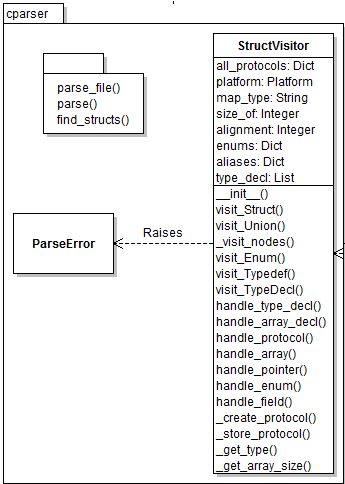 cparser
parse_file()
parse()
find_structs()
StructVisitor
all_protocols: Dict
platform: Platform
map_type: String
size_of: Integer
alignment: Integer
enums: Dict
aliases: Dict
type_decl: List
__init__()
visit_Struct()
visit_Union()
_visit_nodes()
visit_Enum()
visit_Typedef()
visit_TypeDecl()
handle_type_decl()
handle_array_decl()
handle_protocol()
handle_array()
handle_pointer()
handle_enum()
handle_field()
_create_protocol()
_store_protocol()
_get_type()
_get_array_size()
Raises
ParseError